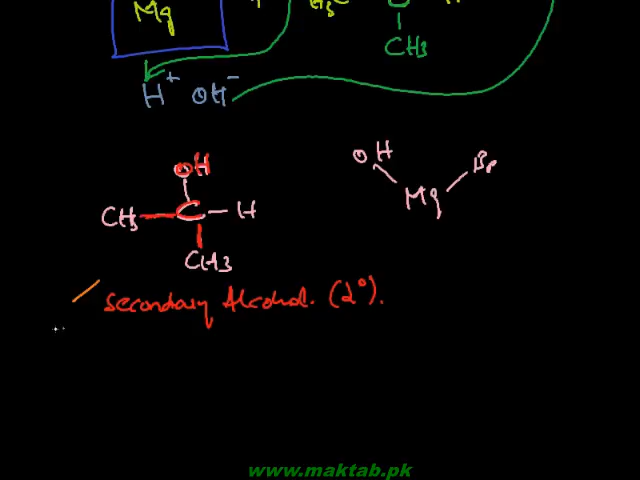 Mg
CH3
H+ OH-
OH
CH3 C H
CH3
OH Mg Br
Secondary Alcohol. (2°).
www.maktab.pk